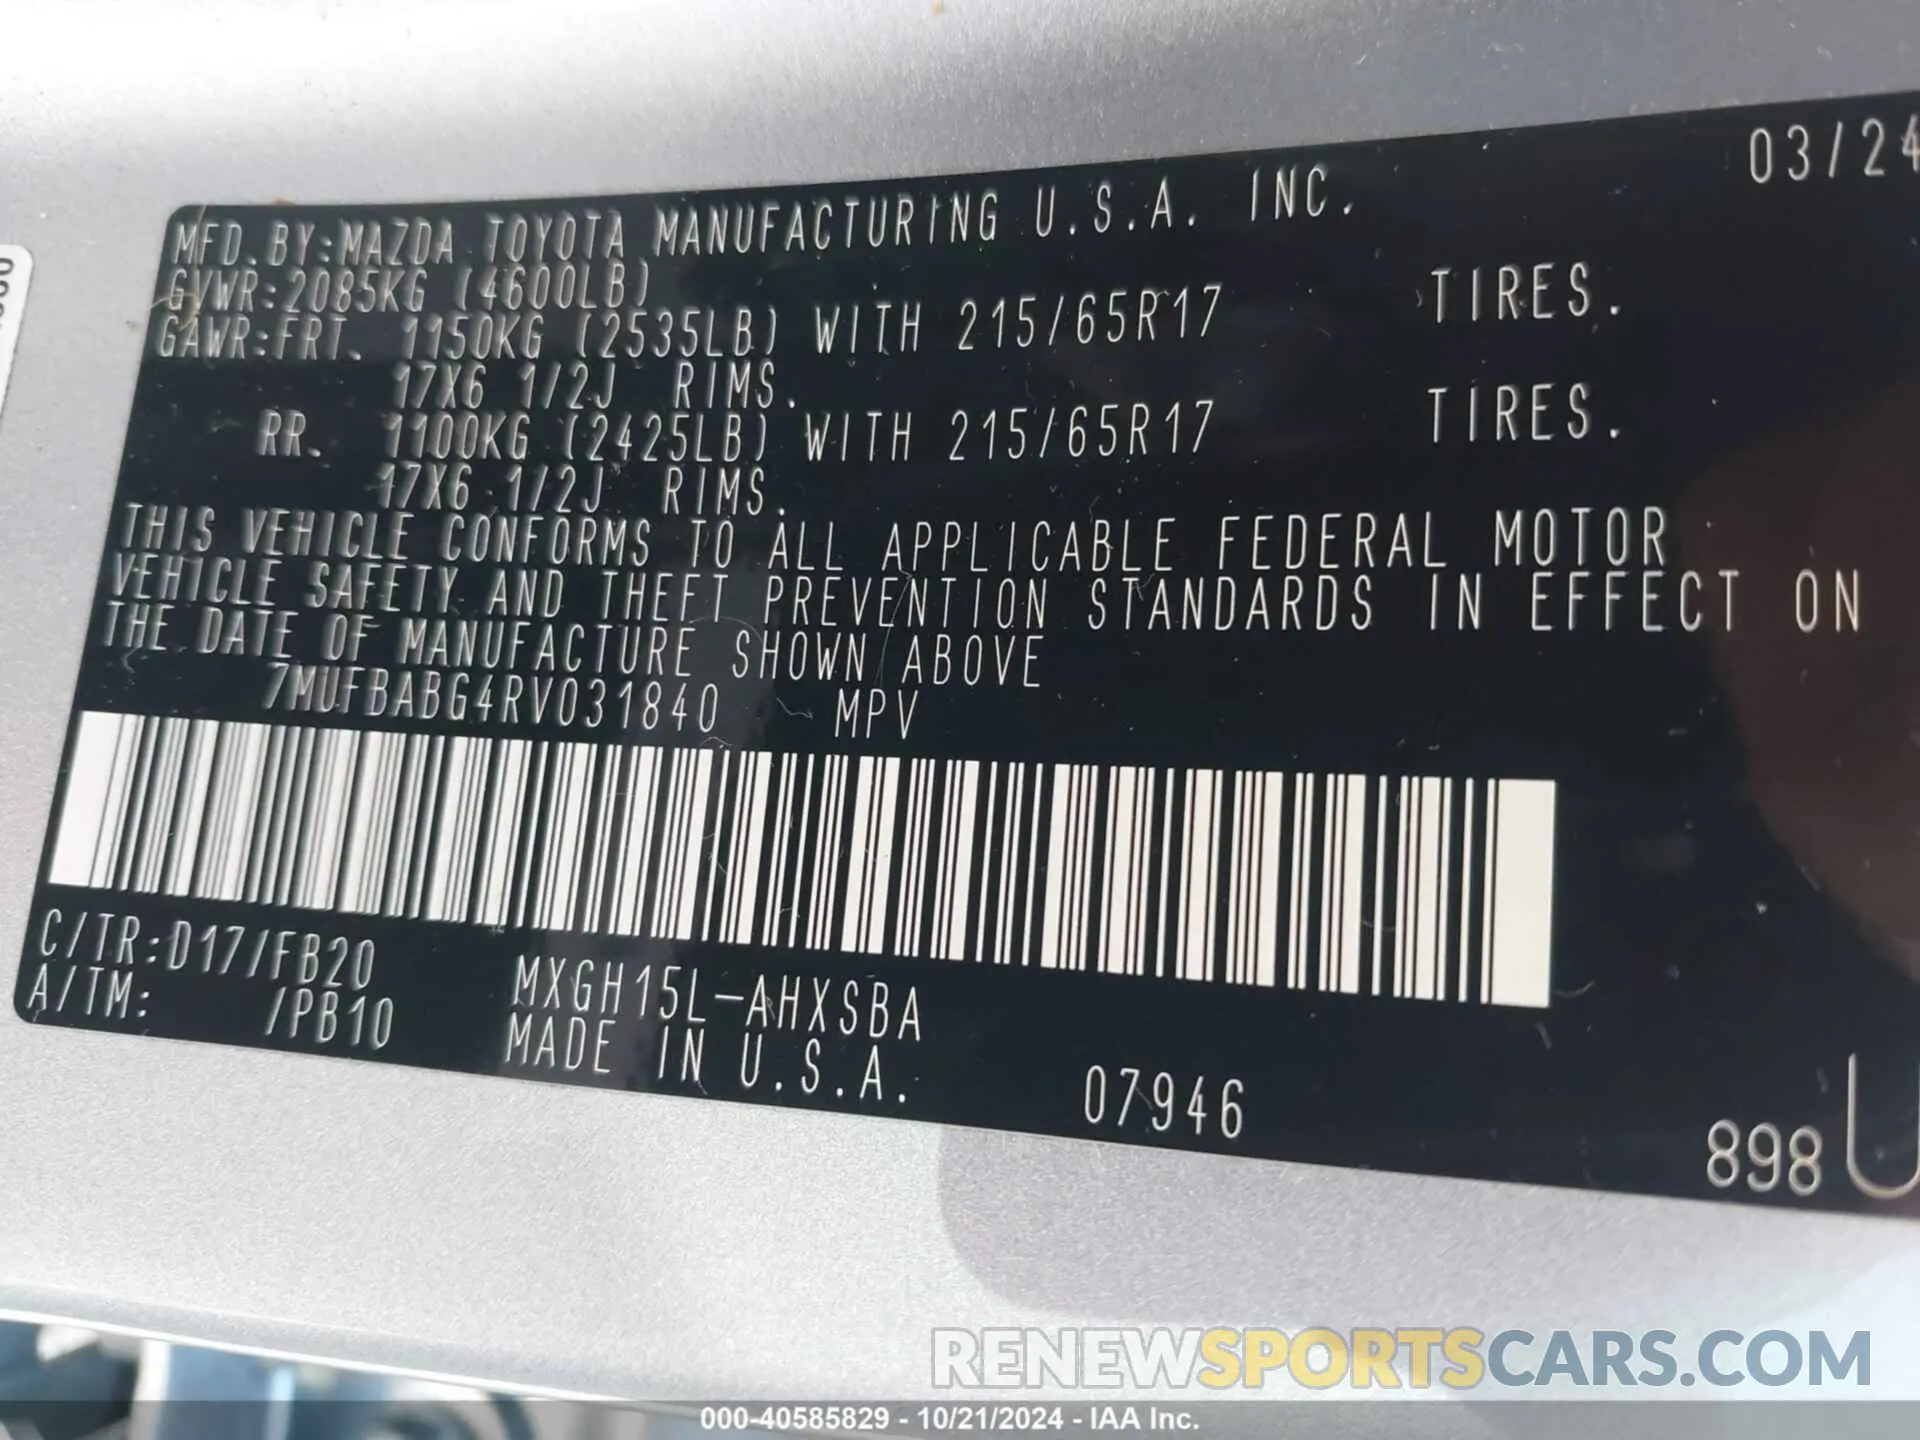 03/24
MFD.BY:MAZDA TOYOTA MANUFACTURING U.S.A. INC.
GVWR:2085KG (4600LB)
GAWR:FRT. 1150KG (2535LB) WITH 215/65R17 TIRES.
17X6 1/2J RIMS.
RR. 1100KG (2425LB) WITH 215/65R17 TIRES.
17X6 1/2J RIMS.
THIS VEHICLE CONFORMS TO ALL APPLICABLE FEDERAL MOTOR
VEHICLE SAFETY AND THEFT PREVENTION STANDARDS IN EFFECT ON
THE DATE OF MANUFACTURE SHOWN ABOVE
7MUFBABG4RV031840 MPV
C/TR:D17/FB20 MXGH15L-AHXSBA
A/TM: /PB10 MADE IN U.S.A.
07946
898 U
RENEWSPORTSCARS.COM
000-40585829 - 10/21/2024 - IAA Inc.